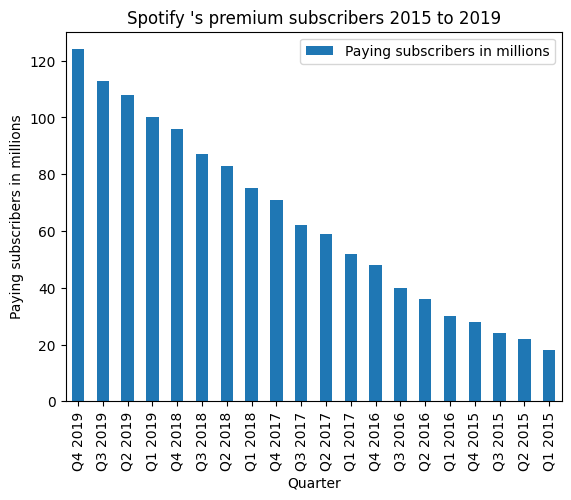 Spotify 's premium subscribers 2015 to 2019
Paying subscribers in millions
Paying subscribers in millions
120
100
80
60
40
20
0
Q4 2019
Q3 2019
Q2 2019
Q1 2019
Q4 2018
Q3 2018
Q2 2018
Q1 2018
Q4 2017
Q3 2017
Q2 2017
Q1 2017
Q4 2016
Q3 2016
Q2 2016
Q1 2016
Q4 2015
Q3 2015
Q2 2015
Q1 2015
Quarter